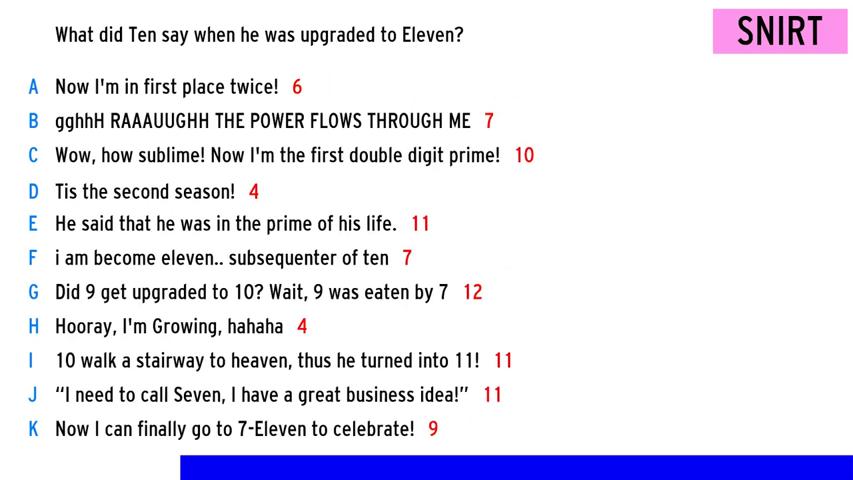 What did Ten say when he was upgraded to Eleven?
SNIRT
A Now I'm in first place twice! 6
B gghhH RAAAUUGHH THE POWER FLOWS THROUGH ME 7
C Wow, how sublime! Now I'm the first double digit prime! 10
D Tis the second season! 4
E He said that he was in the prime of his life. 11
F i am become eleven.. subsequenter of ten 7
G Did 9 get upgraded to 10? Wait, 9 was eaten by 7 12
H Hooray, I'm Growing, hahaha 4
I 10 walk a stairway to heaven, thus he turned into 11! 11
J “I need to call Seven, I have a great business idea!” 11
K Now I can finally go to 7-Eleven to celebrate! 9